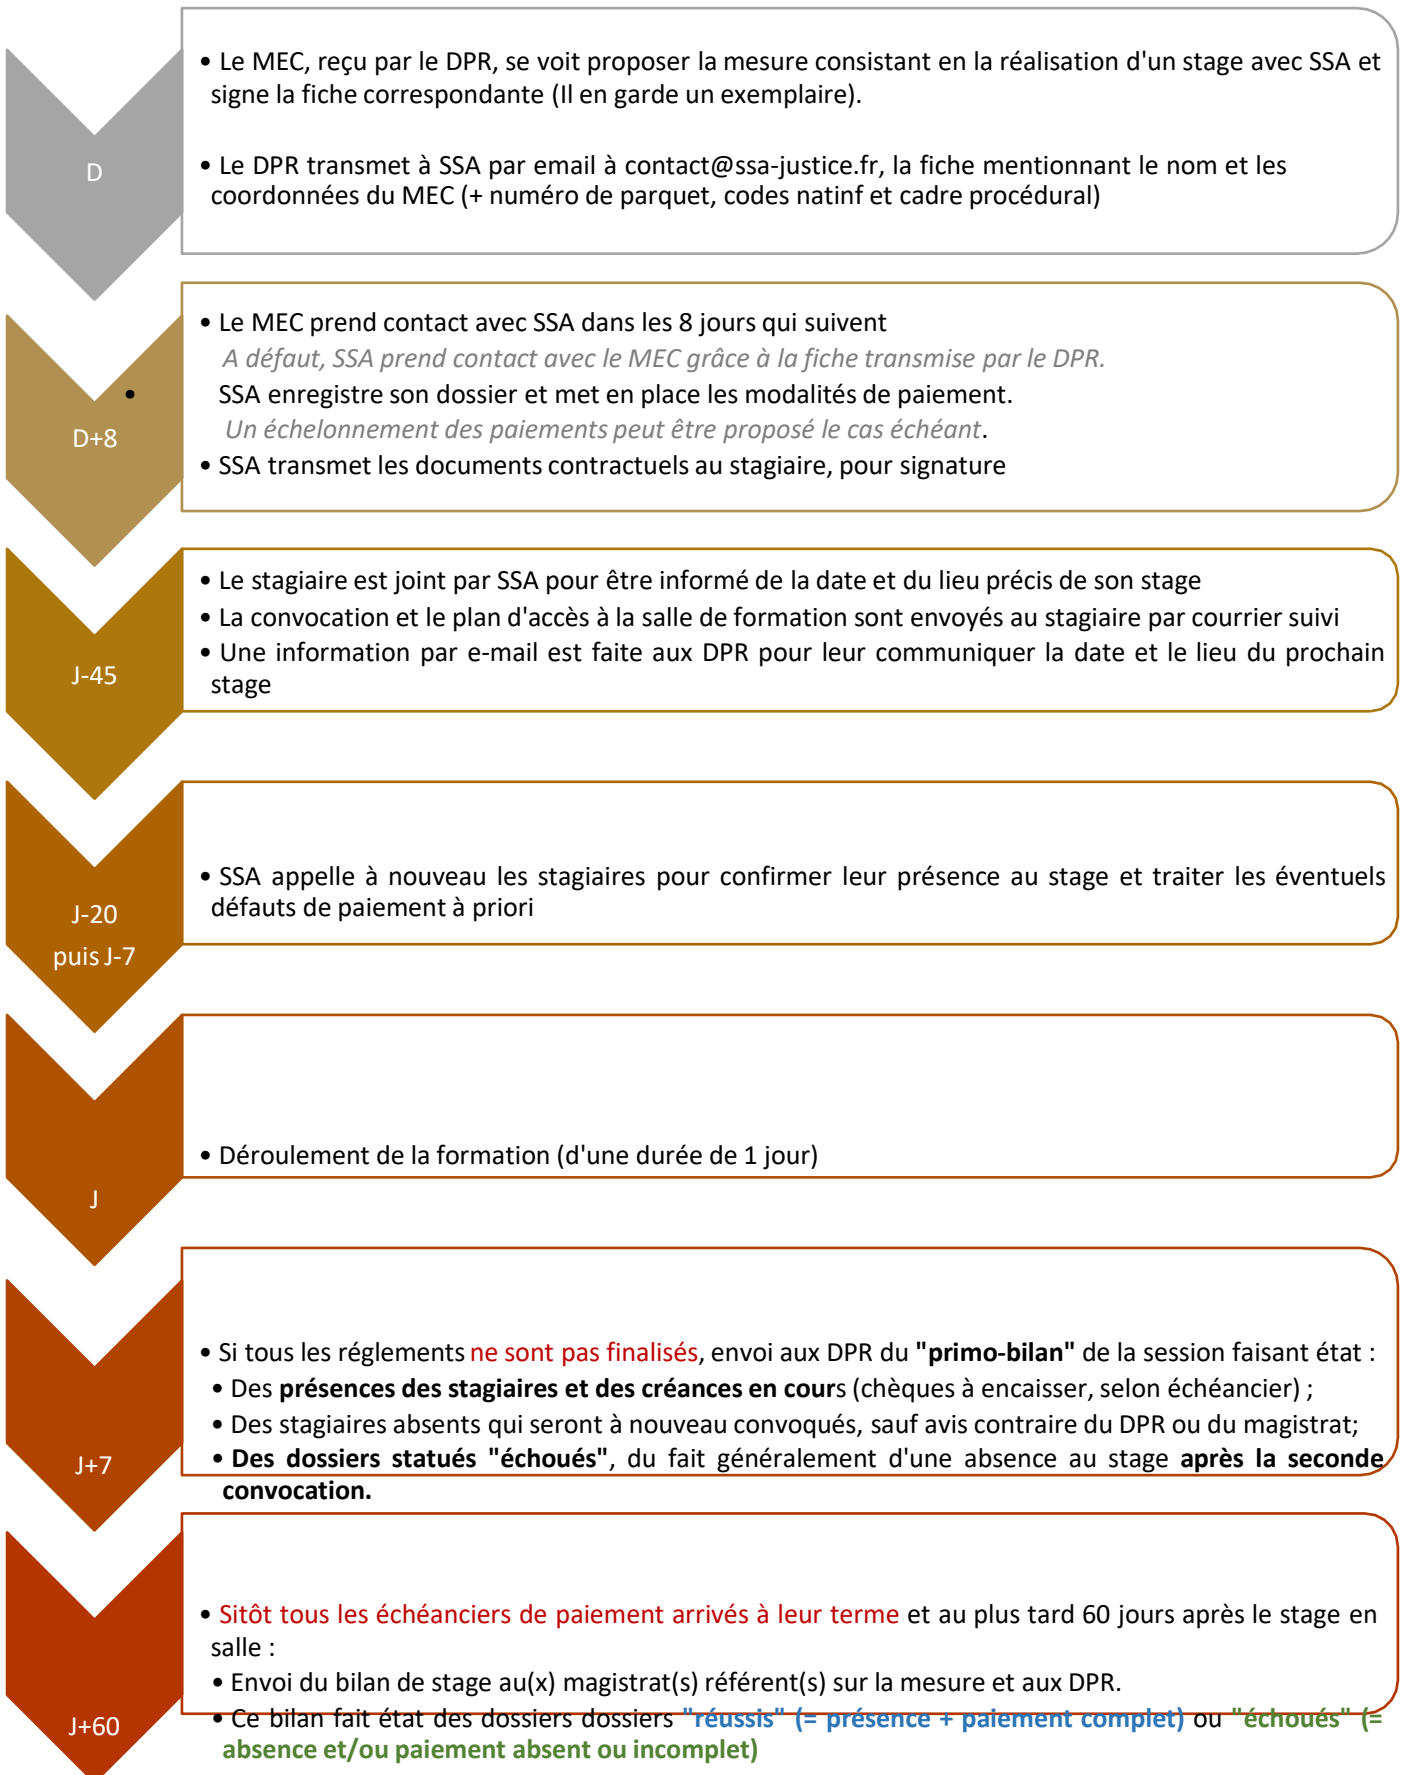 • Le MEC, reçu par le DPR, se voit proposer la mesure consistant en la réalisation d'un stage avec SSA et
signe la fiche correspondante (Il en garde un exemplaire).
D
• Le DPR transmet à SSA par email à contact@ssa-justice.fr, la fiche mentionnant le nom et les
coordonnées du MEC (+ numéro de parquet, codes natinf et cadre procédural)
• Le MEC prend contact avec SSA dans les 8 jours qui suivent
A défaut, SSA prend contact avec le MEC grâce à la fiche transmise par le DPR.
• SSA enregistre son dossier et met en place les modalités de paiement.
D+8
Un échelonnement des paiements peut être proposé le cas échéant.
• SSA transmet les documents contractuels au stagiaire, pour signature
• Le stagiaire est joint par SSA pour être informé de la date et du lieu précis de son stage
• La convocation et le plan d'accès à la salle de formation sont envoyés au stagiaire par courrier suivi
• Une information par e-mail est faite aux DPR pour leur communiquer la date et le lieu du prochain
stage
J-45
• SSA appelle à nouveau les stagiaires pour confirmer leur présence au stage et traiter les éventuels
défauts de paiement à priori
J-20
puis J-7
• Déroulement de la formation (d'une durée de 1 jour)
J
• Si tous les réglements ne sont pas finalisés, envoi aux DPR du "primo-bilan" de la session faisant état :
• Des présences des stagiaires et des créances en cours (chèques à encaisser, selon échéancier) ;
• Des stagiaires absents qui seront à nouveau convoqués, sauf avis contraire du DPR ou du magistrat;
J+7
• Des dossiers statués "échoués", du fait généralement d'une absence au stage après la seconde
convocation.
• Sitôt tous les échéanciers de paiement arrivés à leur terme et au plus tard 60 jours après le stage en
salle :
• Envoi du bilan de stage au(x) magistrat(s) référent(s) sur la mesure et aux DPR.
J+60
• Ce bilan fait état des dossiers dossiers "réussis" (= présence + paiement complet) ou "échoués" (=
absence et/ou paiement absent ou incomplet)